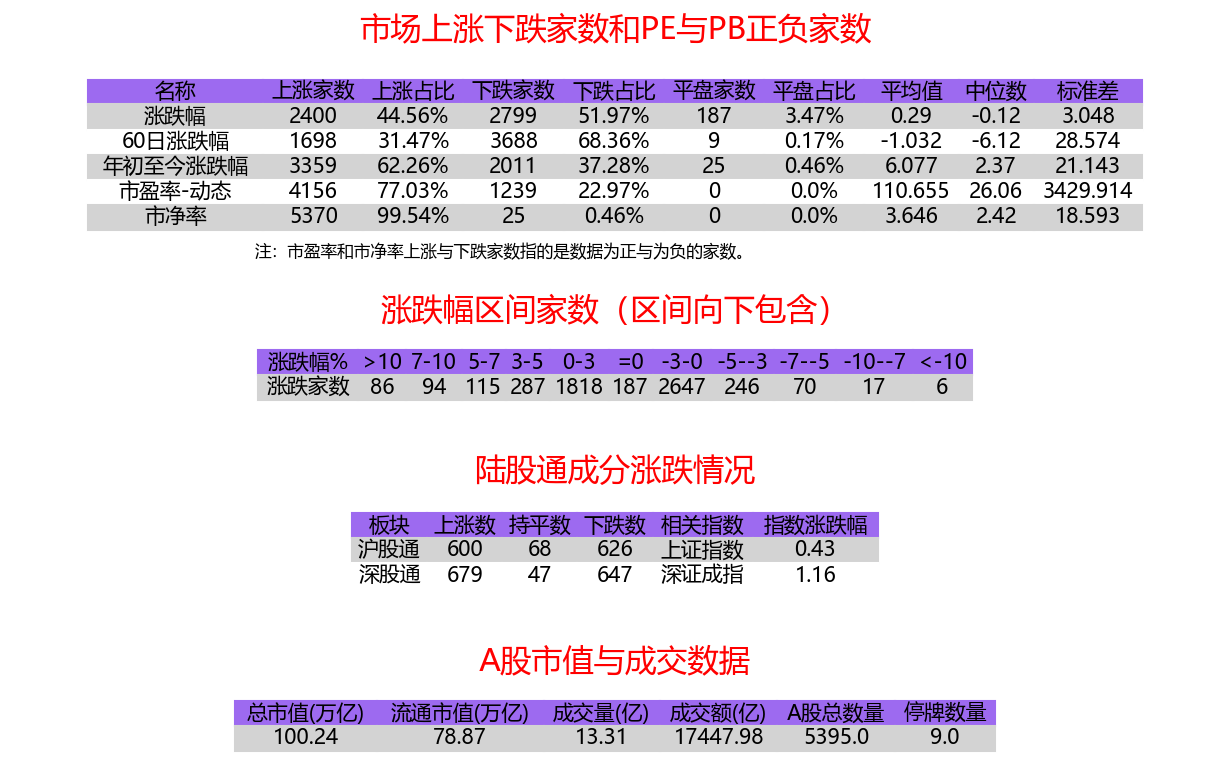 市场上涨下跌家数和PE与PB正负家数
名称 上涨家数 上涨占比 下跌家数 下跌占比 平盘家数 平盘占比 平均值 中位数 标准差
涨跌幅 2400 44.56% 2799 51.97% 187 3.47% 0.29 -0.12 3.048
60日涨跌幅 1698 31.47% 3688 68.36% 9 0.17% -1.032 -6.12 28.574
年初至今涨跌幅 3359 62.26% 2011 37.28% 25 0.46% 6.077 2.37 21.143
市盈率-动态 4156 77.03% 1239 22.97% 0 0.0% 110.655 26.06 3429.914
市净率 5370 99.54% 25 0.46% 0 0.0% 3.646 2.42 18.593
注：市盈率和市净率上涨与下跌家数指的是数据为正与为负的家数。
涨跌幅区间家数（区间向下包含）
涨跌幅% >10 7-10 5-7 3-5 0-3 =0 -3-0 -5--3 -7--5 -10--7 <-10
涨跌家数 86 94 115 287 1818 187 2647 246 70 17 6
陆股通成分涨跌情况
板块 上涨数 持平数 下跌数 相关指数 指数涨跌幅
沪股通 600 68 626 上证指数 0.43
深股通 679 47 647 深证成指 1.16
A股市值与成交数据
总市值(万亿) 流通市值(万亿) 成交量(亿) 成交额(亿) A股总数量 停牌数量
100.24 78.87 13.31 17447.98 5395.0 9.0